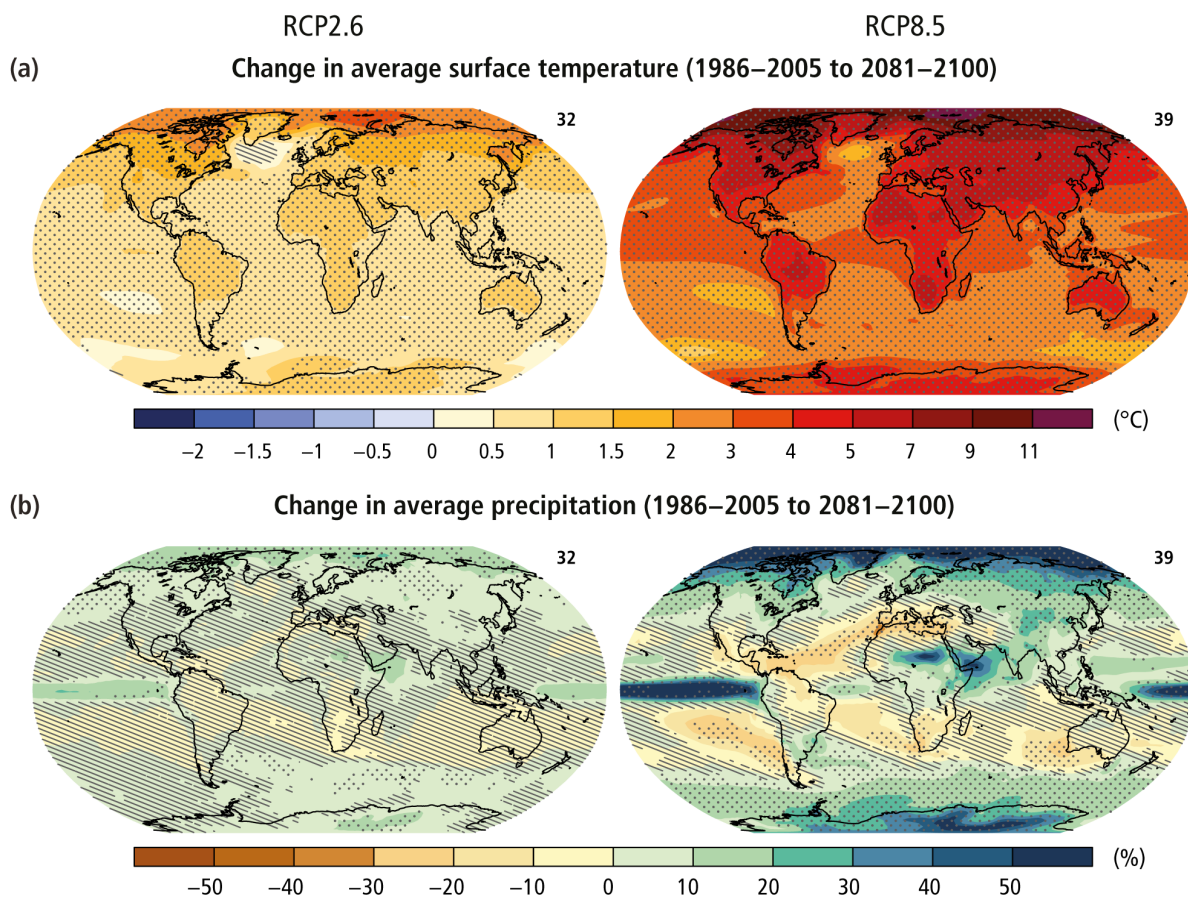 RCP2.6 RCP8.5
(a) Change in average surface temperature (1986–2005 to 2081–2100)
32 39
(°C)
−2 −1.5 −1 −0.5 0 0.5 1 1.5 2 3 4 5 7 9 11
(b) Change in average precipitation (1986–2005 to 2081–2100)
32 39
(%)
−50 −40 −30 −20 −10 0 10 20 30 40 50